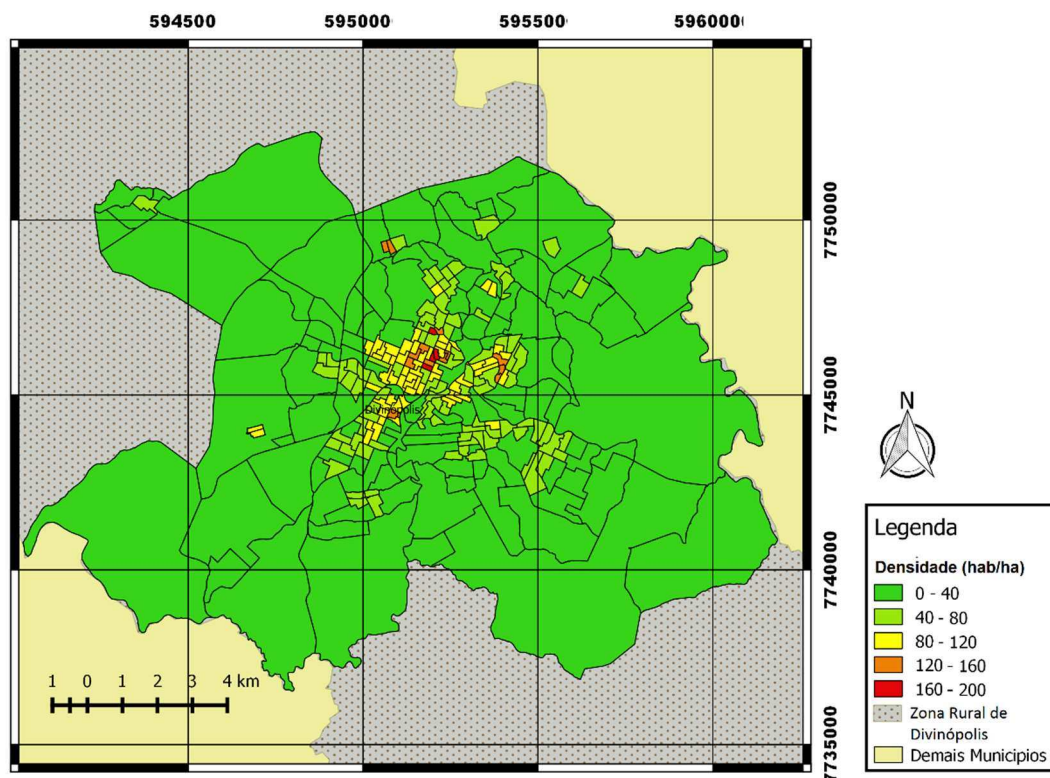 594500 595000 595500 596000
7750000
7745000
7740000
7735000
Divinópolis
N
1 0 1 2 3 4 km
Legenda
Densidade (hab/ha)
0 - 40
40 - 80
80 - 120
120 - 160
160 - 200
Zona Rural de
Divinópolis
Demais Municipios